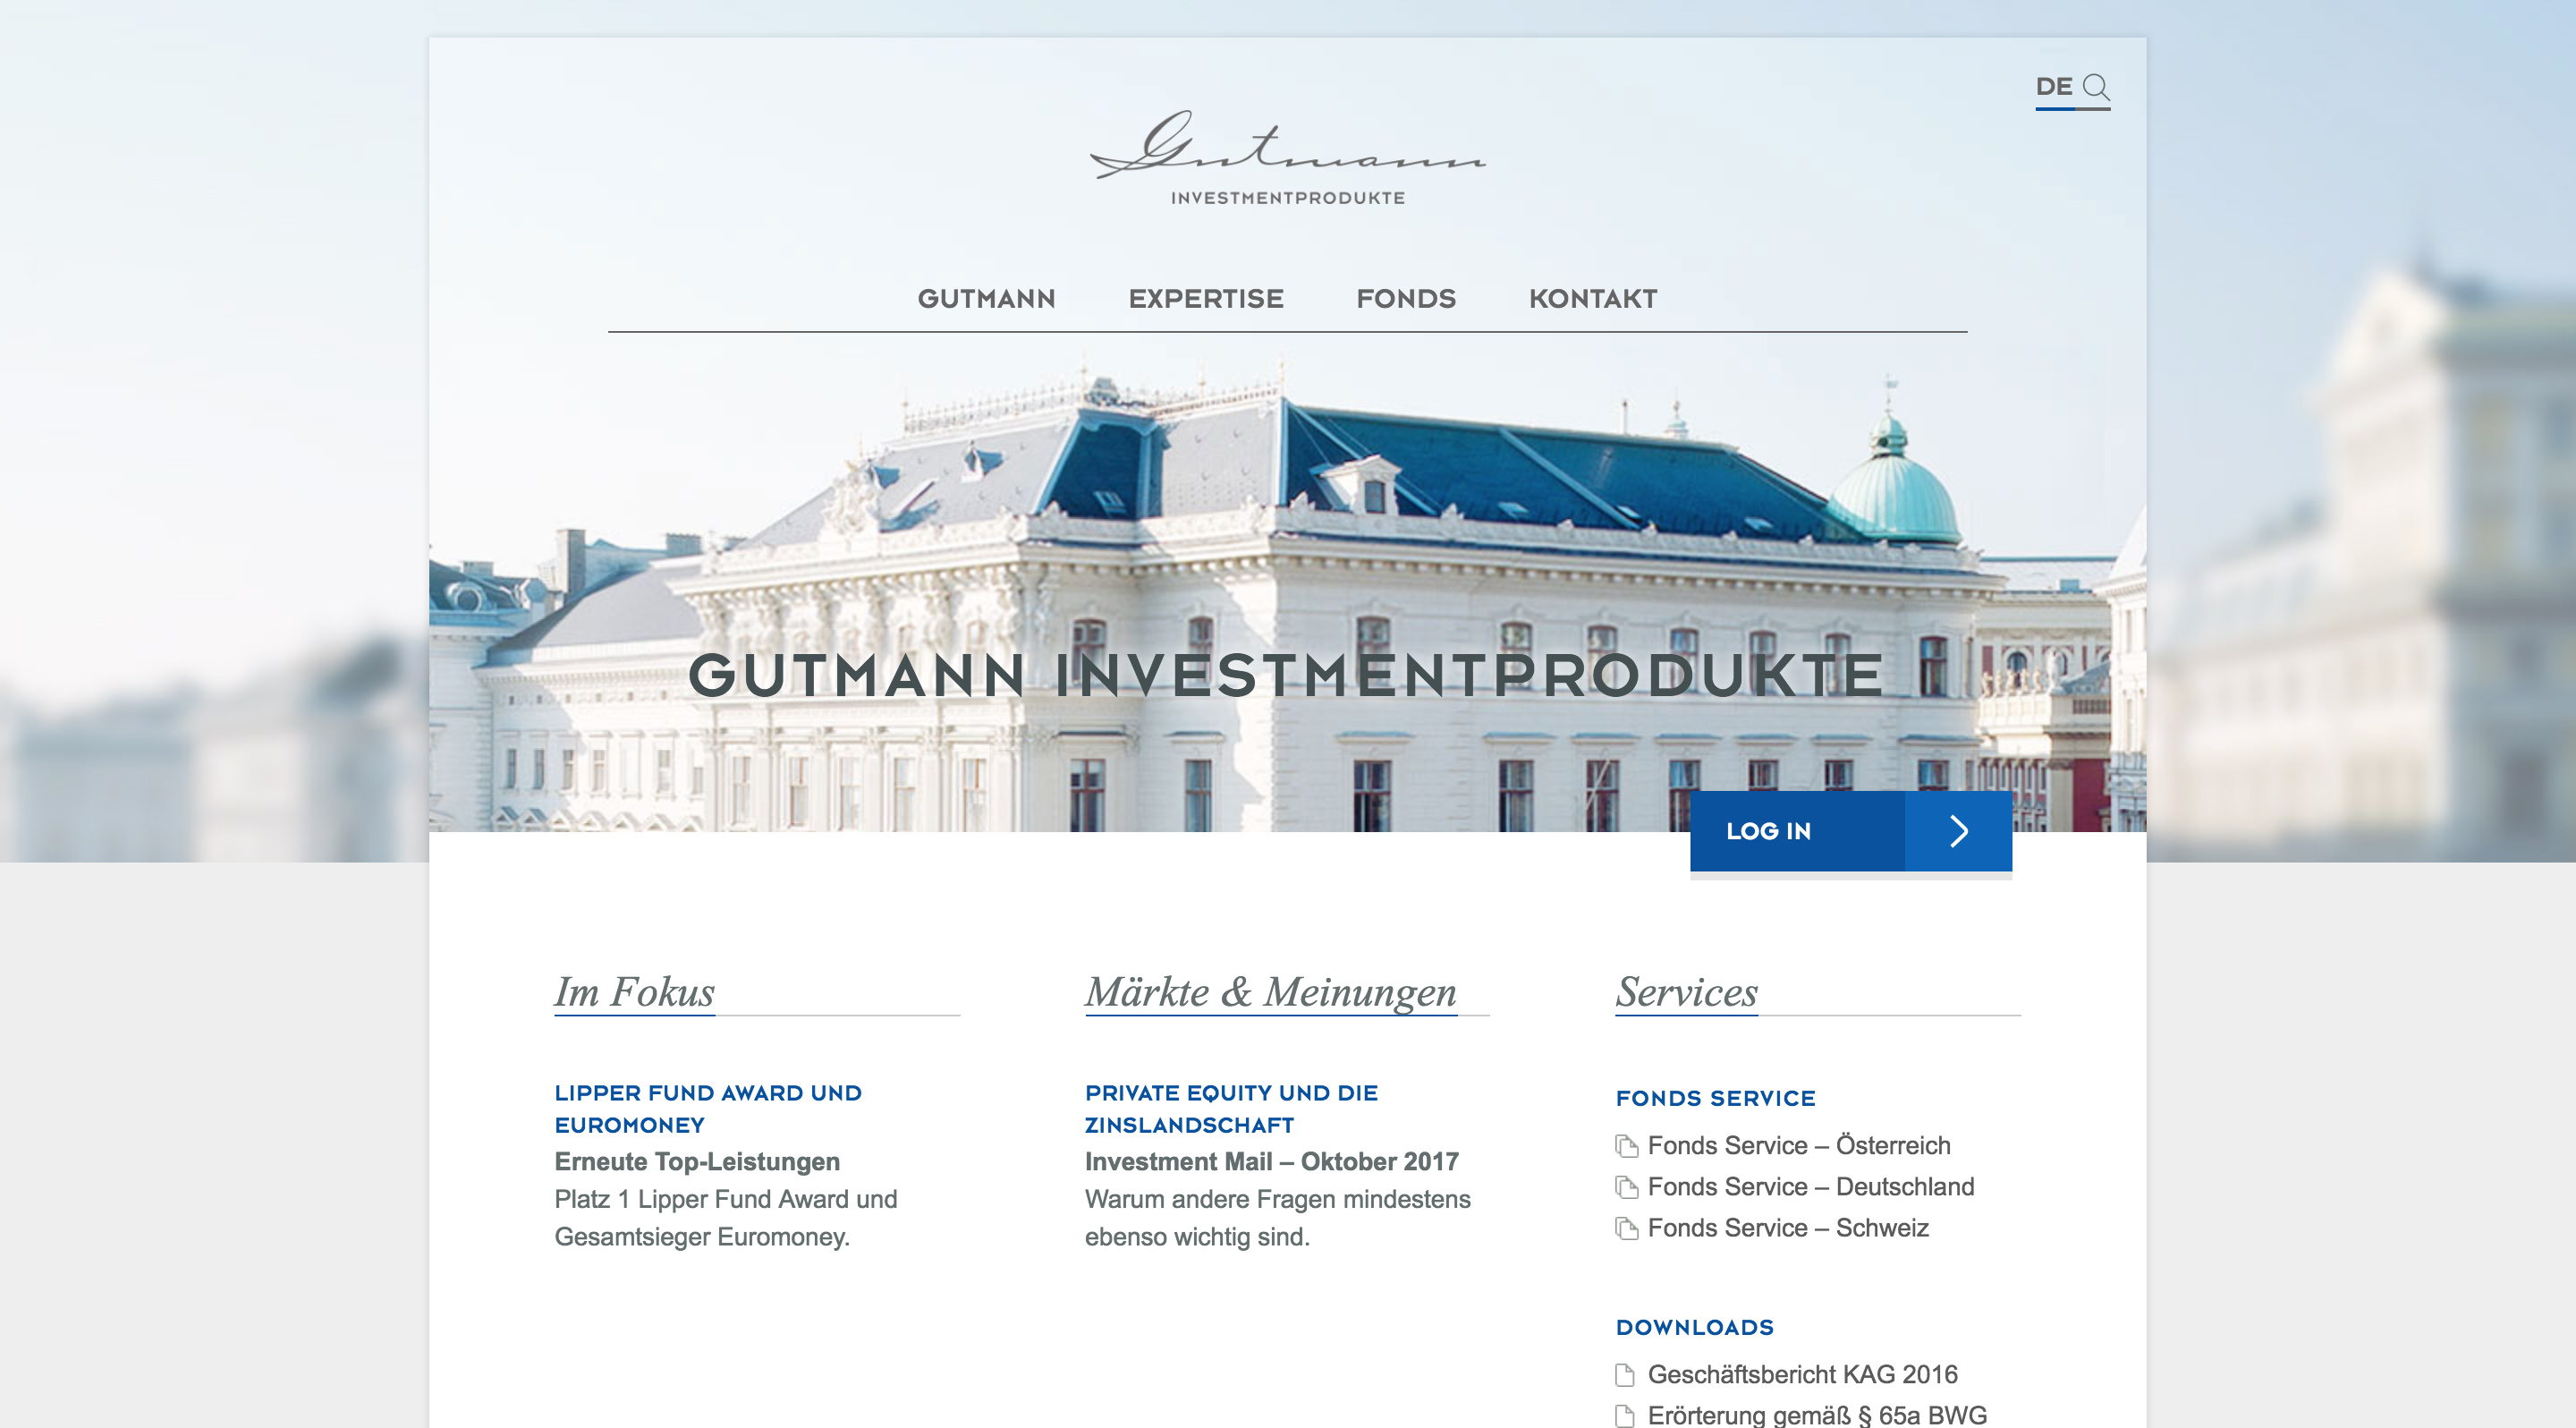 DE
Gutmann
INVESTMENTPRODUKTE
GUTMANN EXPERTISE FONDS KONTAKT
GUTMANN INVESTMENTPRODUKTE
LOG IN
Im Fokus
LIPPER FUND AWARD UND
EUROMONEY
Erneute Top-Leistungen
Platz 1 Lipper Fund Award und
Gesamtsieger Euromoney.
Märkte & Meinungen
PRIVATE EQUITY UND DIE
ZINSLANDSCHAFT
Investment Mail – Oktober 2017
Warum andere Fragen mindestens
ebenso wichtig sind.
Services
FONDS SERVICE
Fonds Service – Österreich
Fonds Service – Deutschland
Fonds Service – Schweiz
DOWNLOADS
Geschäftsbericht KAG 2016
Erörterung gemäß § 65a BWG